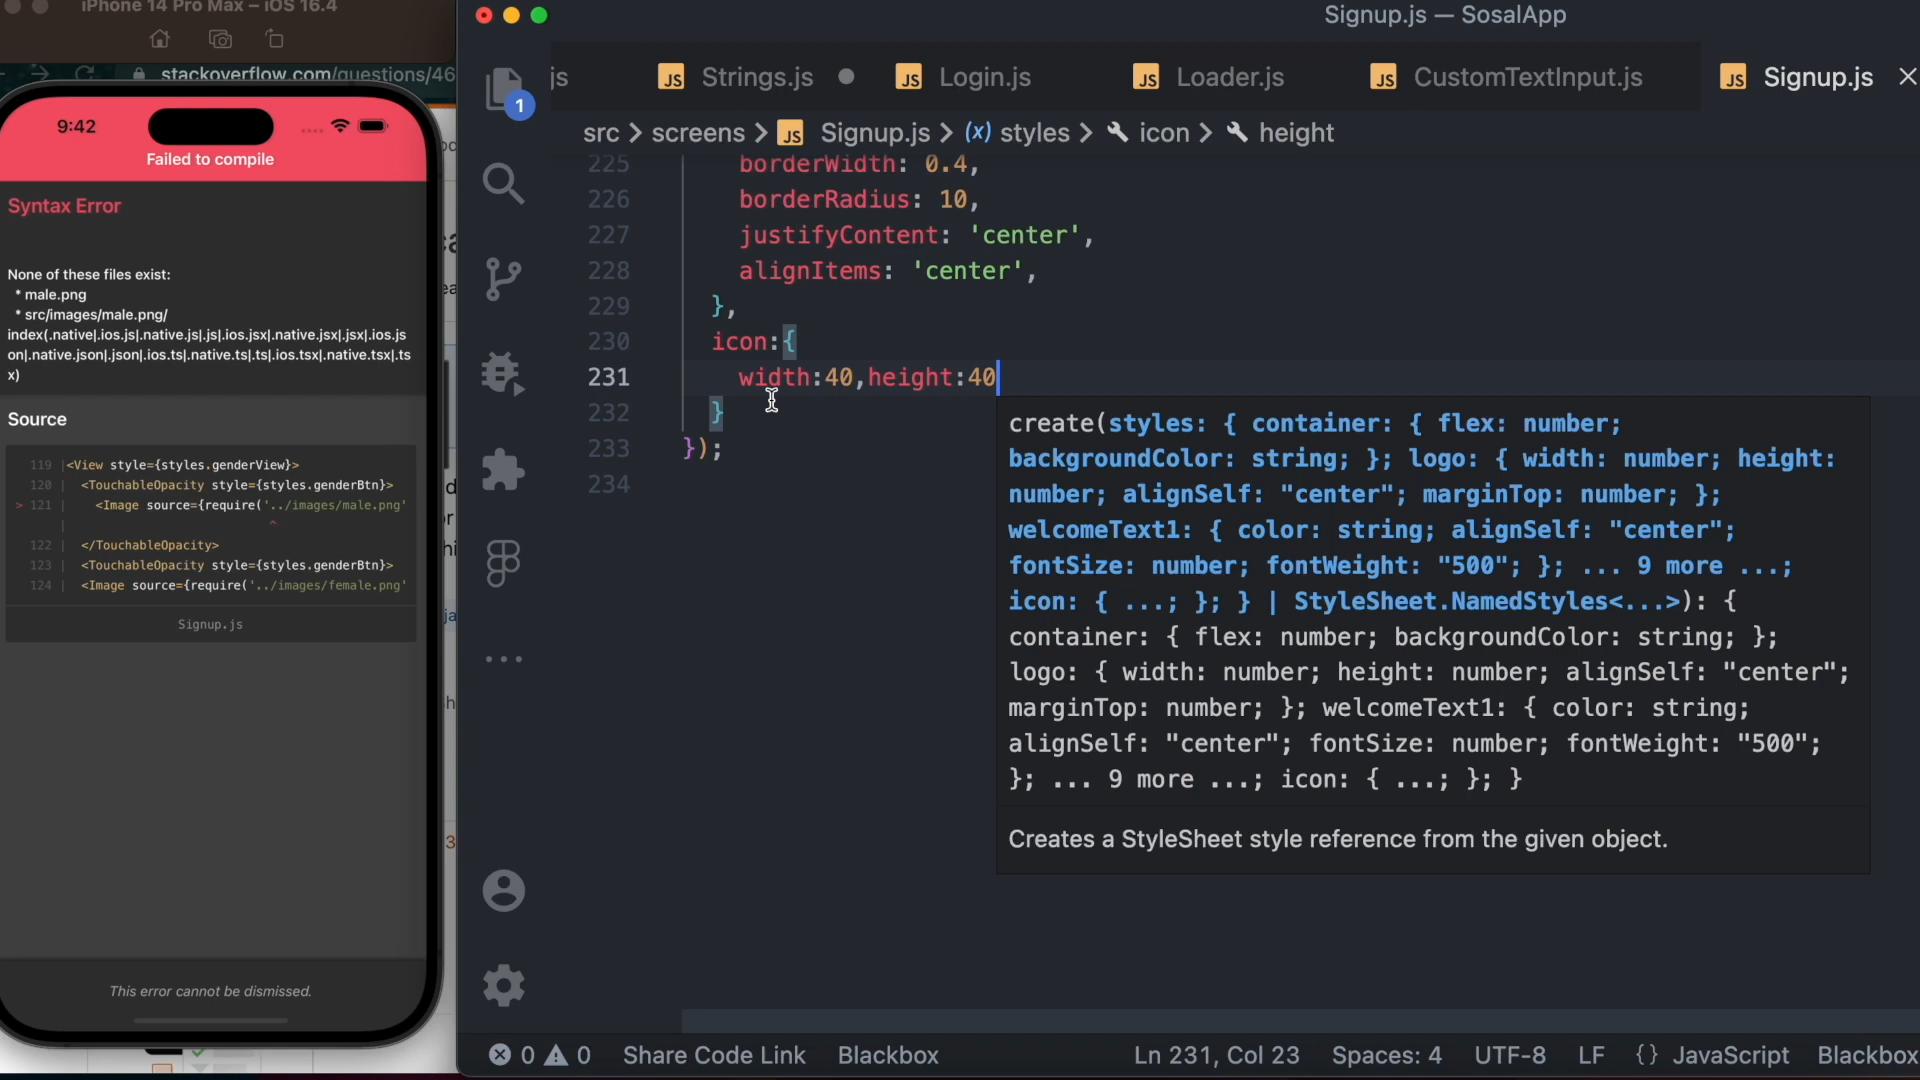 iPhone 14 Pro Max – iOS 16.4
stackoverflow.com/questions/46
9:42
Failed to compile
Syntax Error
None of these files exist:
* male.png
* src/images/male.png/
index(.native|.ios.js|.native.js|.js|.ios.jsx|.native.jsx|.jsx|.ios.js
on|.native.json|.json|.ios.ts|.native.ts|.ts|.ios.tsx|.native.tsx|.ts
x)
Source
119 |<View style={styles.genderView}>
120 | <TouchableOpacity style={styles.genderBtn}>
> 121 | <Image source={require('../images/male.png'
| ^
122 | </TouchableOpacity>
123 | <TouchableOpacity style={styles.genderBtn}>
124 | <Image source={require('../images/female.png'
Signup.js
This error cannot be dismissed.
Signup.js — SosalApp
1
js
JS Strings.js
JS Login.js
JS Loader.js
JS CustomTextInput.js
JS Signup.js
src > screens > JS Signup.js > (x) styles > icon > height
225 borderWidth: 0.4,
226 borderRadius: 10,
227 justifyContent: 'center',
228 alignItems: 'center',
229 },
230 icon:{
231 width:40,height:40
232 }
233 });
234
create(styles: { container: { flex: number;
backgroundColor: string; }; logo: { width: number; height:
number; alignSelf: "center"; marginTop: number; };
welcomeText1: { color: string; alignSelf: "center";
fontSize: number; fontWeight: "500"; }; ... 9 more ...;
icon: { ...; }; } | StyleSheet.NamedStyles<...>): {
container: { flex: number; backgroundColor: string; };
logo: { width: number; height: number; alignSelf: "center";
marginTop: number; }; welcomeText1: { color: string;
alignSelf: "center"; fontSize: number; fontWeight: "500";
}; ... 9 more ...; icon: { ...; }; }
Creates a StyleSheet style reference from the given object.
0 0 Share Code Link Blackbox Ln 231, Col 23 Spaces: 4 UTF-8 LF {} JavaScript Blackbox